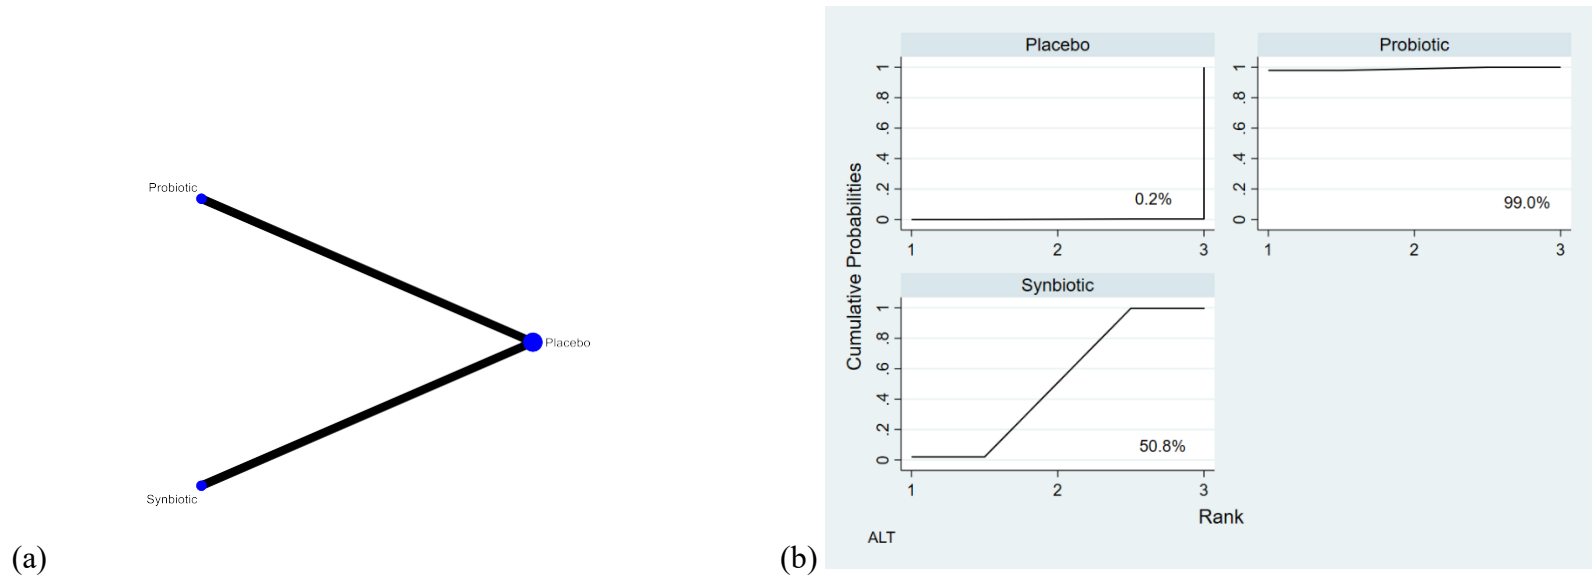 Probiotic
Placebo
Synbiotic
(a)
(b)
Cumulative Probabilities
Placebo
1
.8
.6
.4
.2
0
0.2%
1 2 3
Probiotic
1
.8
.6
.4
.2
0
99.0%
1 2 3
Synbiotic
1
.8
.6
.4
.2
0
50.8%
1 2 3
Rank
ALT